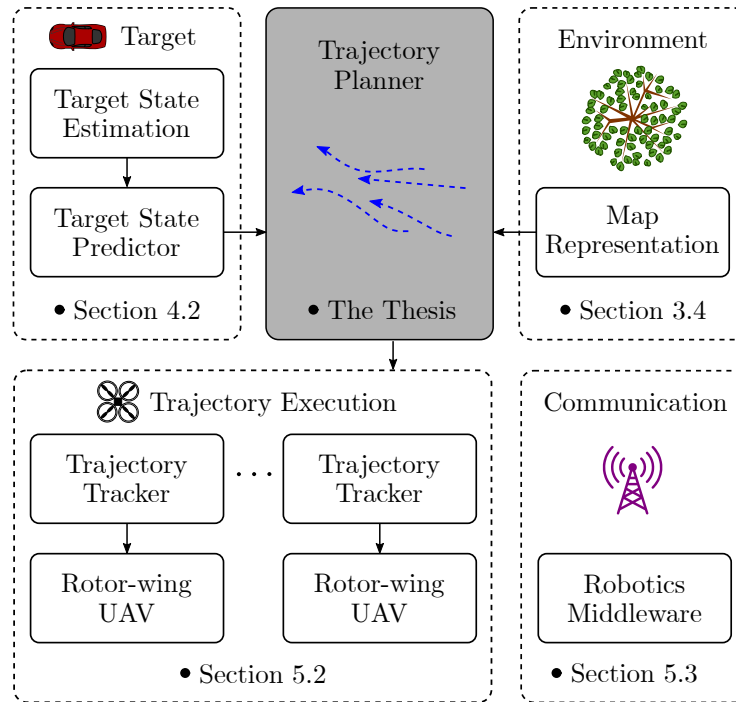 Target
Target State
Estimation
Target State
Predictor
• Section 4.2
Trajectory
Planner
• The Thesis
Environment
Map
Representation
• Section 3.4
Trajectory Execution
Trajectory
Tracker
...
Trajectory
Tracker
Rotor-wing
UAV
Rotor-wing
UAV
• Section 5.2
Communication
Robotics
Middleware
• Section 5.3